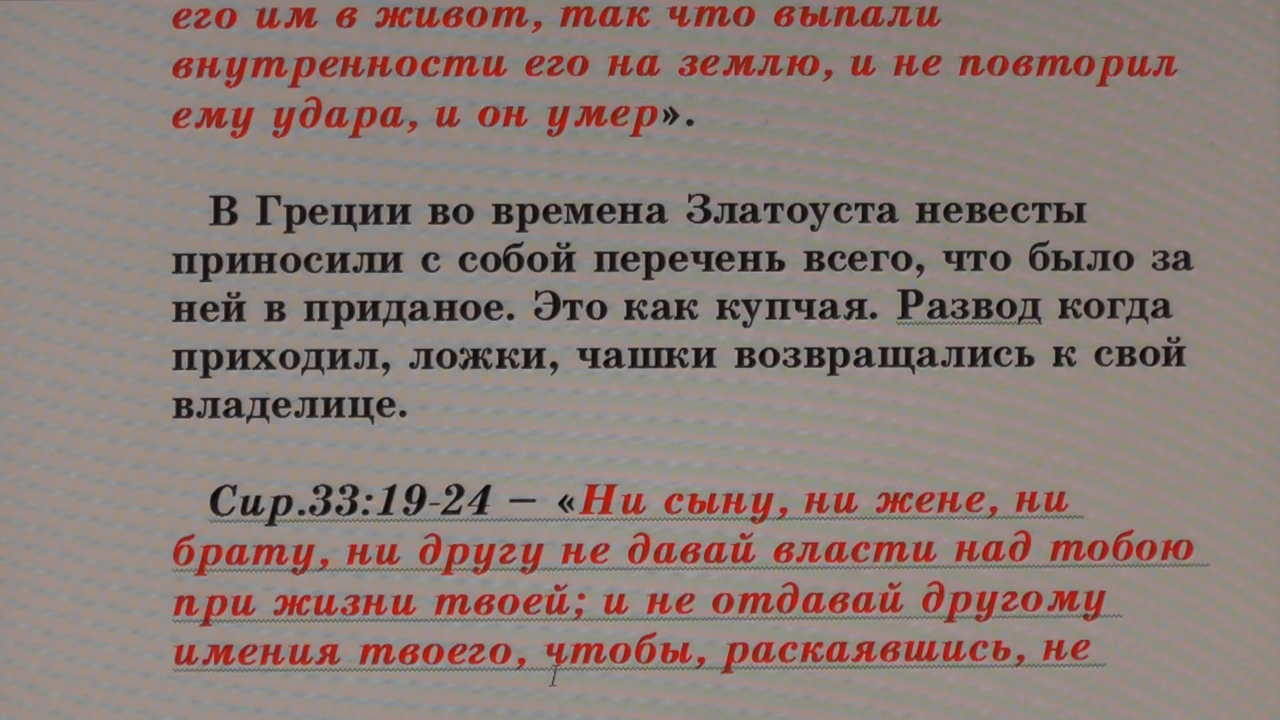 его им в живот, так что выпали
внутренности его на землю, и не повторил
ему удара, и он умер».
В Греции во времена Златоуста невесты
приносили с собой перечень всего, что было за
ней в приданое. Это как купчая. Развод когда
приходил, ложки, чашки возвращались к свой
владелице.
Сир.33:19-24 – «Ни сыну, ни жене, ни
брату, ни другу не давай власти над тобою
при жизни твоей; и не отдавай другому
имения твоего, чтобы, раскаявшись, не